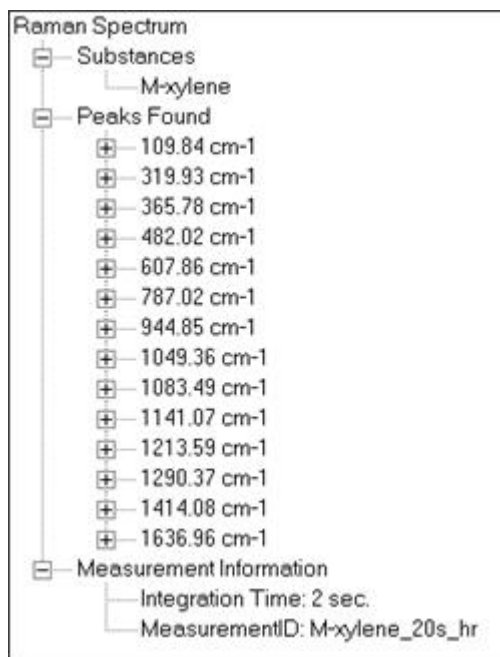 Raman Spectrum
Substances
M-xylene
Peaks Found
109.84 cm-1
319.93 cm-1
365.78 cm-1
482.02 cm-1
607.86 cm-1
787.02 cm-1
944.85 cm-1
1049.36 cm-1
1083.49 cm-1
1141.07 cm-1
1213.59 cm-1
1290.37 cm-1
1414.08 cm-1
1636.96 cm-1
Measurement Information
Integration Time: 2 sec.
MeasurementID: M-xylene_20s_hr